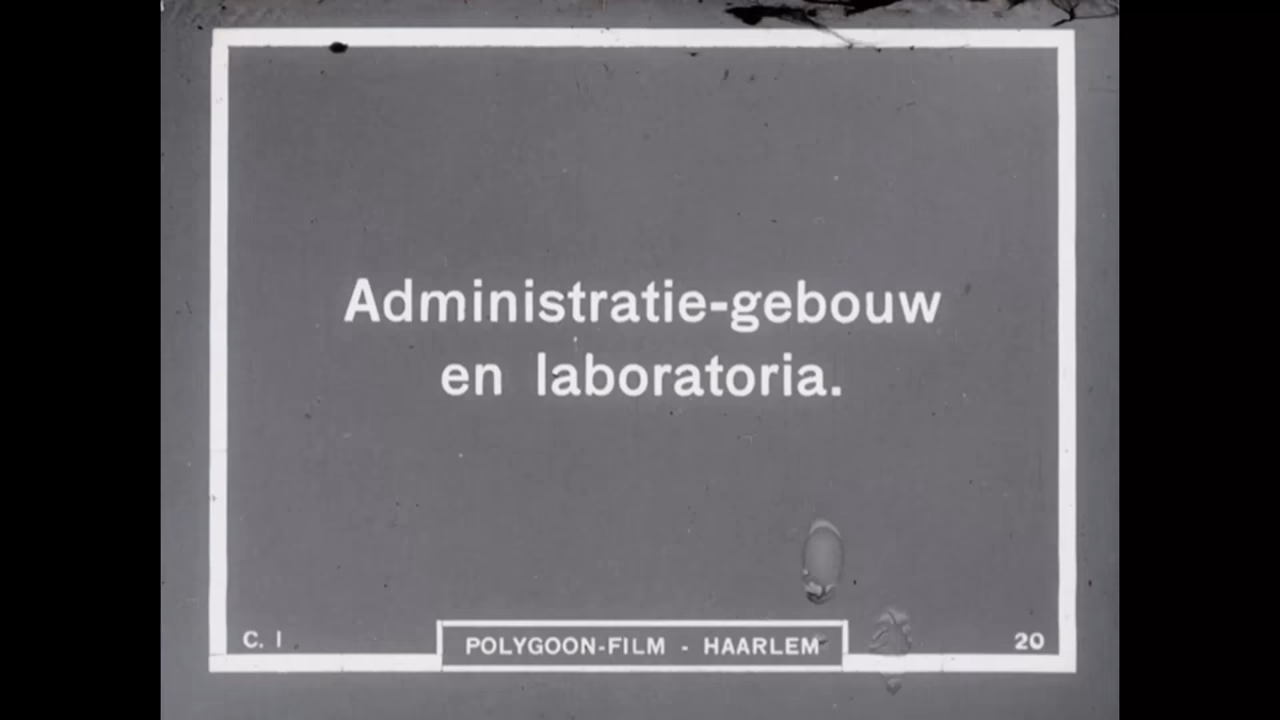 Administratie-gebouw
en laboratoria.
C. I
POLYGOON-FILM - HAARLEM
20